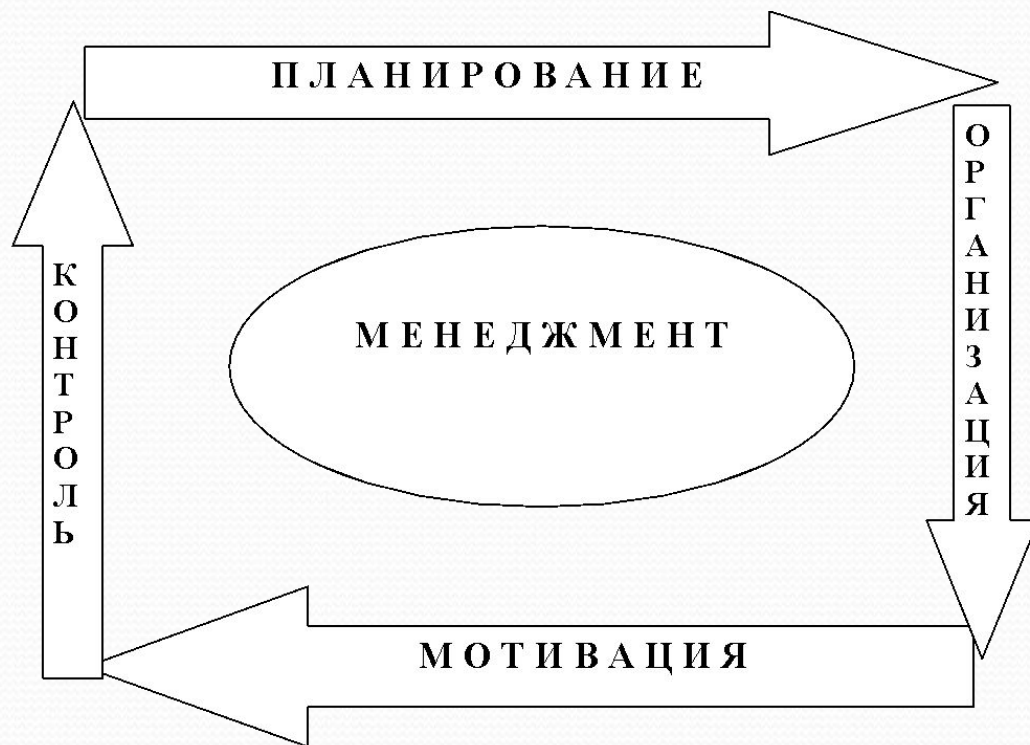 ПЛАНИРОВАНИЕ
ОРГАНИЗАЦИЯ
МЕНЕДЖМЕНТ
КОНТРОЛЬ
МОТИВАЦИЯ